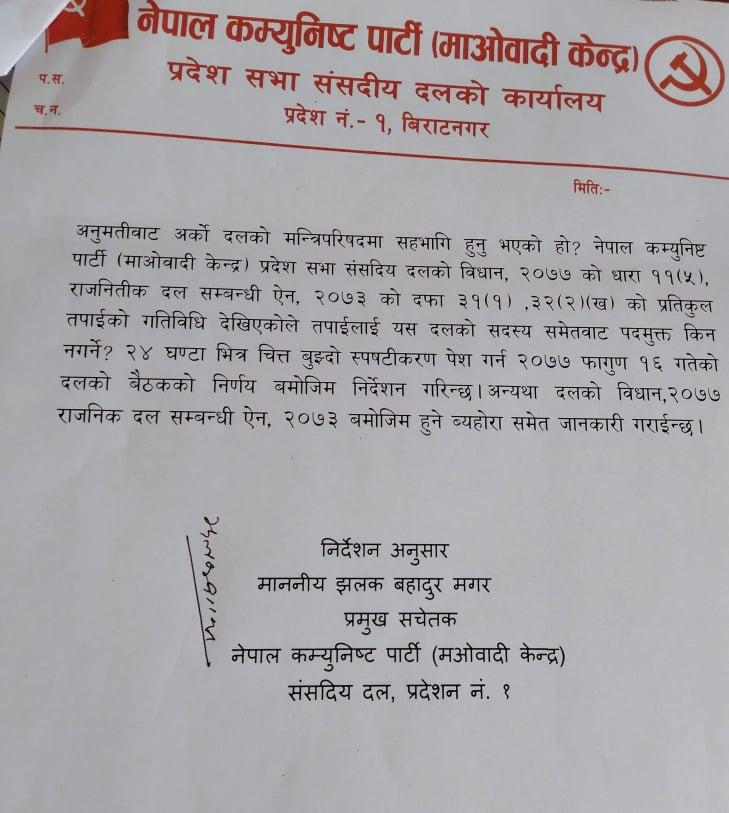 नेपाल कम्युनिष्ट पार्टी (माओवादी केन्द्र)
प्रदेश सभा संसदीय दलको कार्यालय
प्रदेश नं.- १, बिराटनगर
प.स.
च.न.
मितिः-
अनुमतीवाट अर्को दलको मन्त्रिपरिषदमा सहभागि हुनु भएको हो? नेपाल कम्युनिष्ट
पार्टी (माओवादी केन्द्र) प्रदेश सभा संसदिय दलको विधान, २०७७ को धारा ११(५),
राजनितीक दल सम्बन्धी ऐन, २०७३ को दफा ३१(१) ,३२(२)(ख) को प्रतिकुल
तपाईको गतिविधि देखिएकोले तपाईलाई यस दलको सदस्य समेतवाट पदमुक्त किन
नगर्ने? २४ घण्टा भित्र चित्त बुझ्दो स्पषटीकरण पेश गर्न २०७७ फागुण १६ गतेको
दलको बैठकको निर्णय बमोजिम निर्देशन गरिन्छ। अन्यथा दलको विधान,२०७७
राजनिक दल सम्बन्धी ऐन, २०७३ बमोजिम हुने व्यहोरा समेत जानकारी गराईन्छ।
निर्देशन अनुसार
माननीय झलक बहादुर मगर
प्रमुख सचेतक
नेपाल कम्युनिष्ट पार्टी (मओवादी केन्द्र)
संसदिय दल, प्रदेशन नं. १